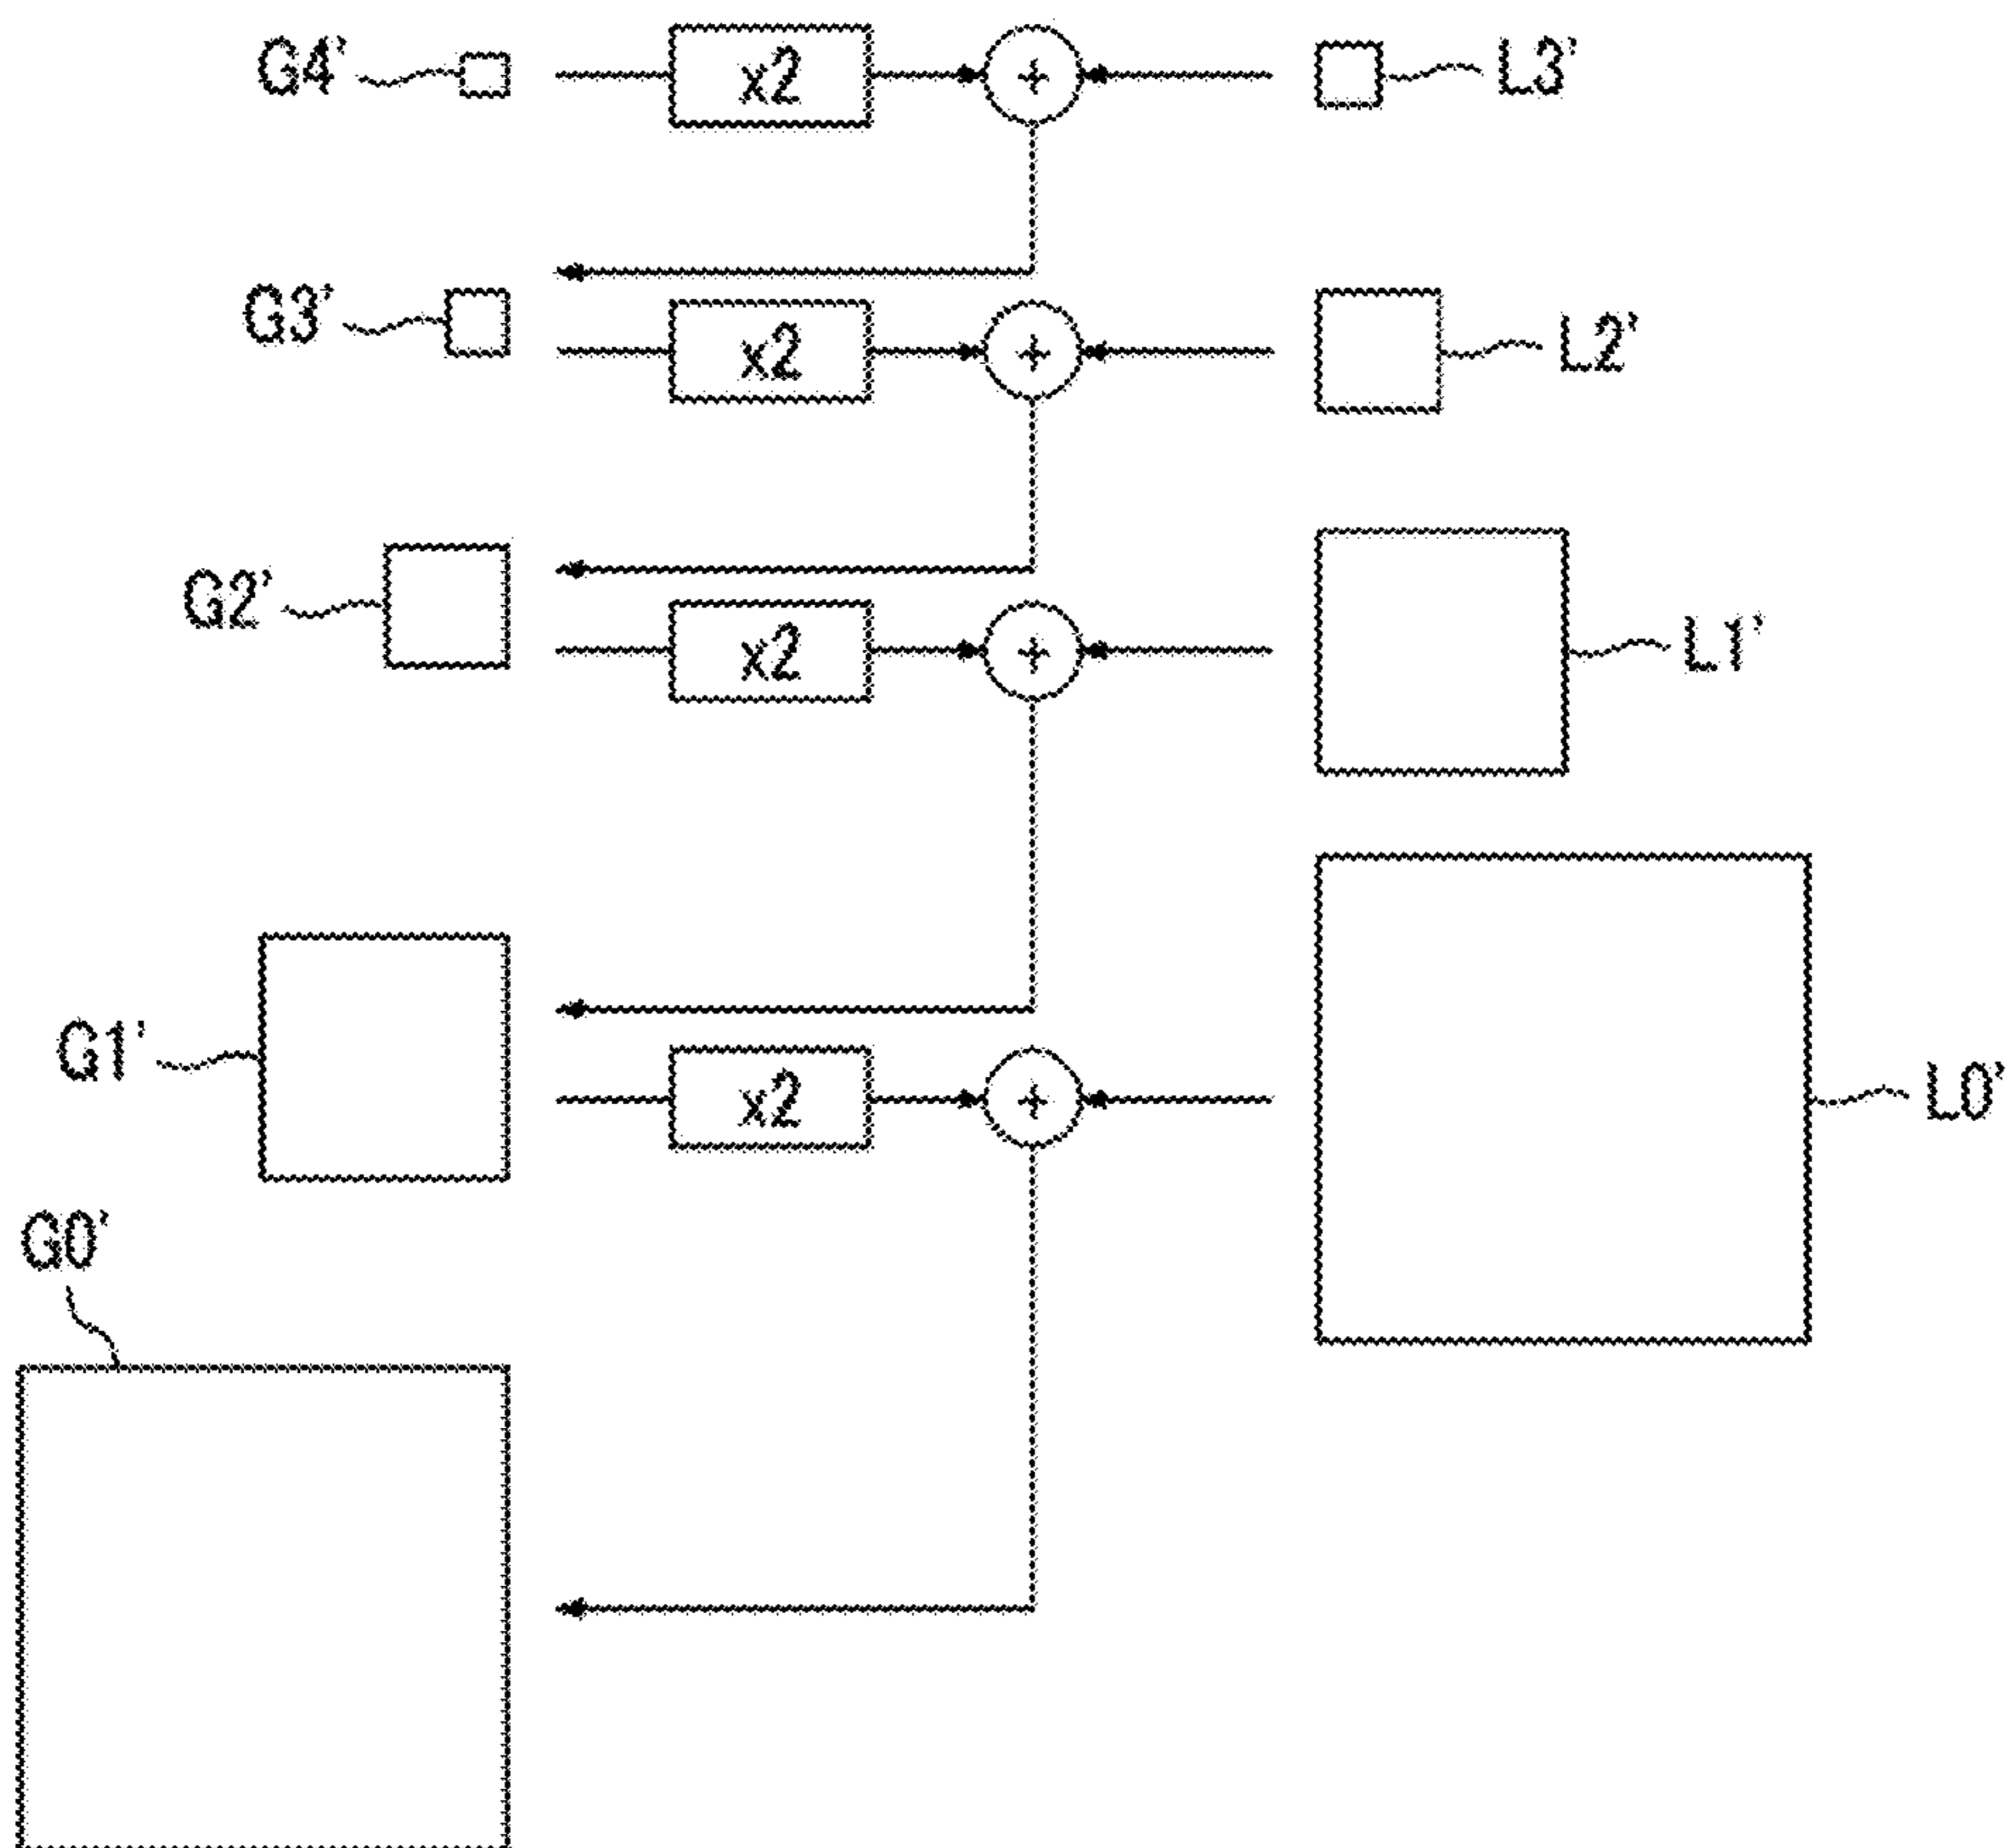 G4' x2 + L3'
G3' x2 + L2'
G2' x2 + L1'
G1' x2 + L0'
G0'